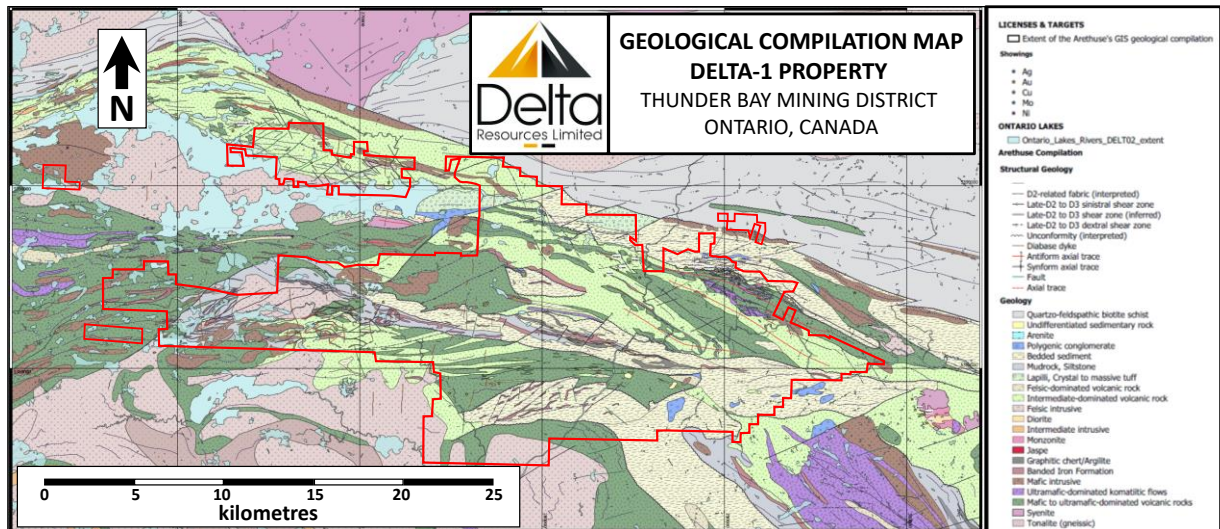 N
Delta
Resources Limited
GEOLOGICAL COMPILATION MAP
DELTA-1 PROPERTY
THUNDER BAY MINING DISTRICT
ONTARIO, CANADA
0 5 10 15 20 25
kilometres
LICENSES & TARGETS
Extent of the Arethuse's GIS geological compilation
Showings
Ag
Au
Cu
Mo
Ni
ONTARIO LAKES
Ontario_Lakes_Rivers_DELT02_extent
Arethuse Compilation
Structural Geology
D2-related fabric (interpreted)
Late-D2 to D3 sinistral shear zone
Late-D2 to D3 shear zone (inferred)
Late-D2 to D3 dextral shear zone
Unconformity (interpreted)
Diabase dyke
Antiform axial trace
Synform axial trace
Fault
Axial trace
Geology
Quartzo-feldspathic biotite schist
Undifferentiated sedimentary rock
Arenite
Polygenic conglomerate
Bedded sediment
Mudrock, Siltstone
Lapilli, Crystal to massive tuff
Felsic-dominated volcanic rock
Intermediate-dominated volcanic rock
Felsic intrusive
Diorite
Intermediate intrusive
Monzonite
Jaspe
Graphitic chert/Argilite
Banded Iron Formation
Mafic intrusive
Ultramafic-dominated komatiitic flows
Mafic to ultramafic-dominated volcanic rocks
Syenite
Tonalite (gneissic)